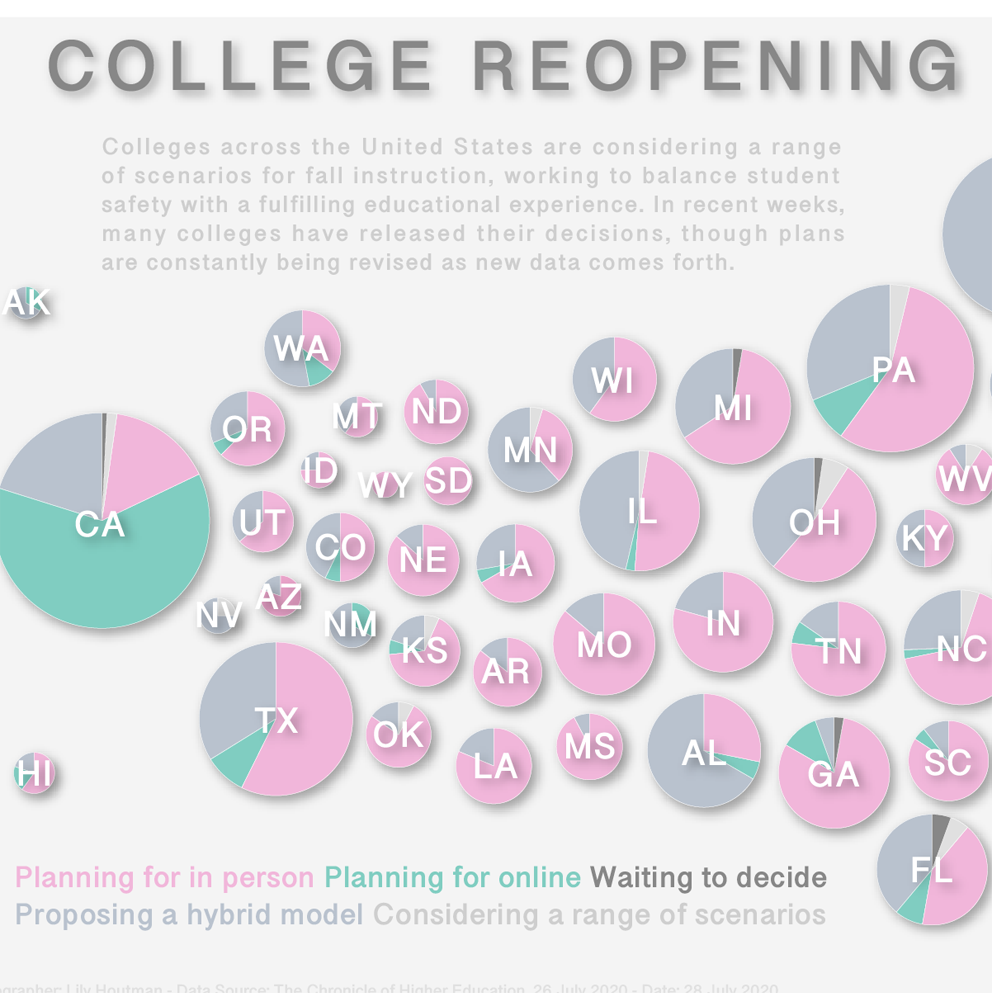 COLLEGE REOPENING
Colleges across the United States are considering a range
of scenarios for fall instruction, working to balance student
safety with a fulfilling educational experience. In recent weeks,
many colleges have released their decisions, though plans
are constantly being revised as new data comes forth.
AK
WA
PA
WI
MT
ND
MI
OR
MN
ID
WY
SD
WV
CA
UT
IL
OH
KY
CO
NE
IA
AZ
NV
NM
IN
KS
MO
TN
NC
AR
TX
OK
MS
AL
HI
LA
GA
SC
FL
Planning for in person Planning for online Waiting to decide
Proposing a hybrid model Considering a range of scenarios
Lily Houtman - Data Source: The Chronicle of Higher Education, 26 July 2020 - Date: 28 July 2020